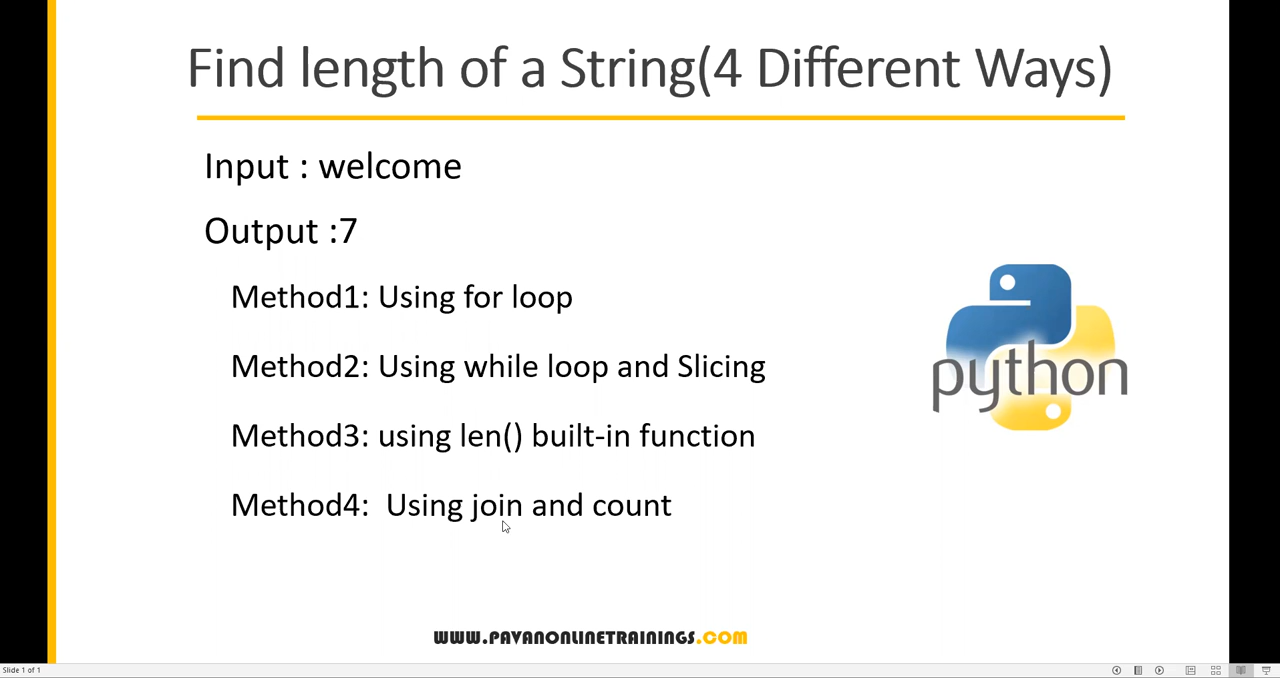 Find length of a String(4 Different Ways)
Input : welcome
Output :7
Method1: Using for loop
Method2: Using while loop and Slicing
Method3: using len() built-in function
Method4:  Using join and count
python
WWW.PAVANONLINETRAININGS.COM
Slide 1 of 1